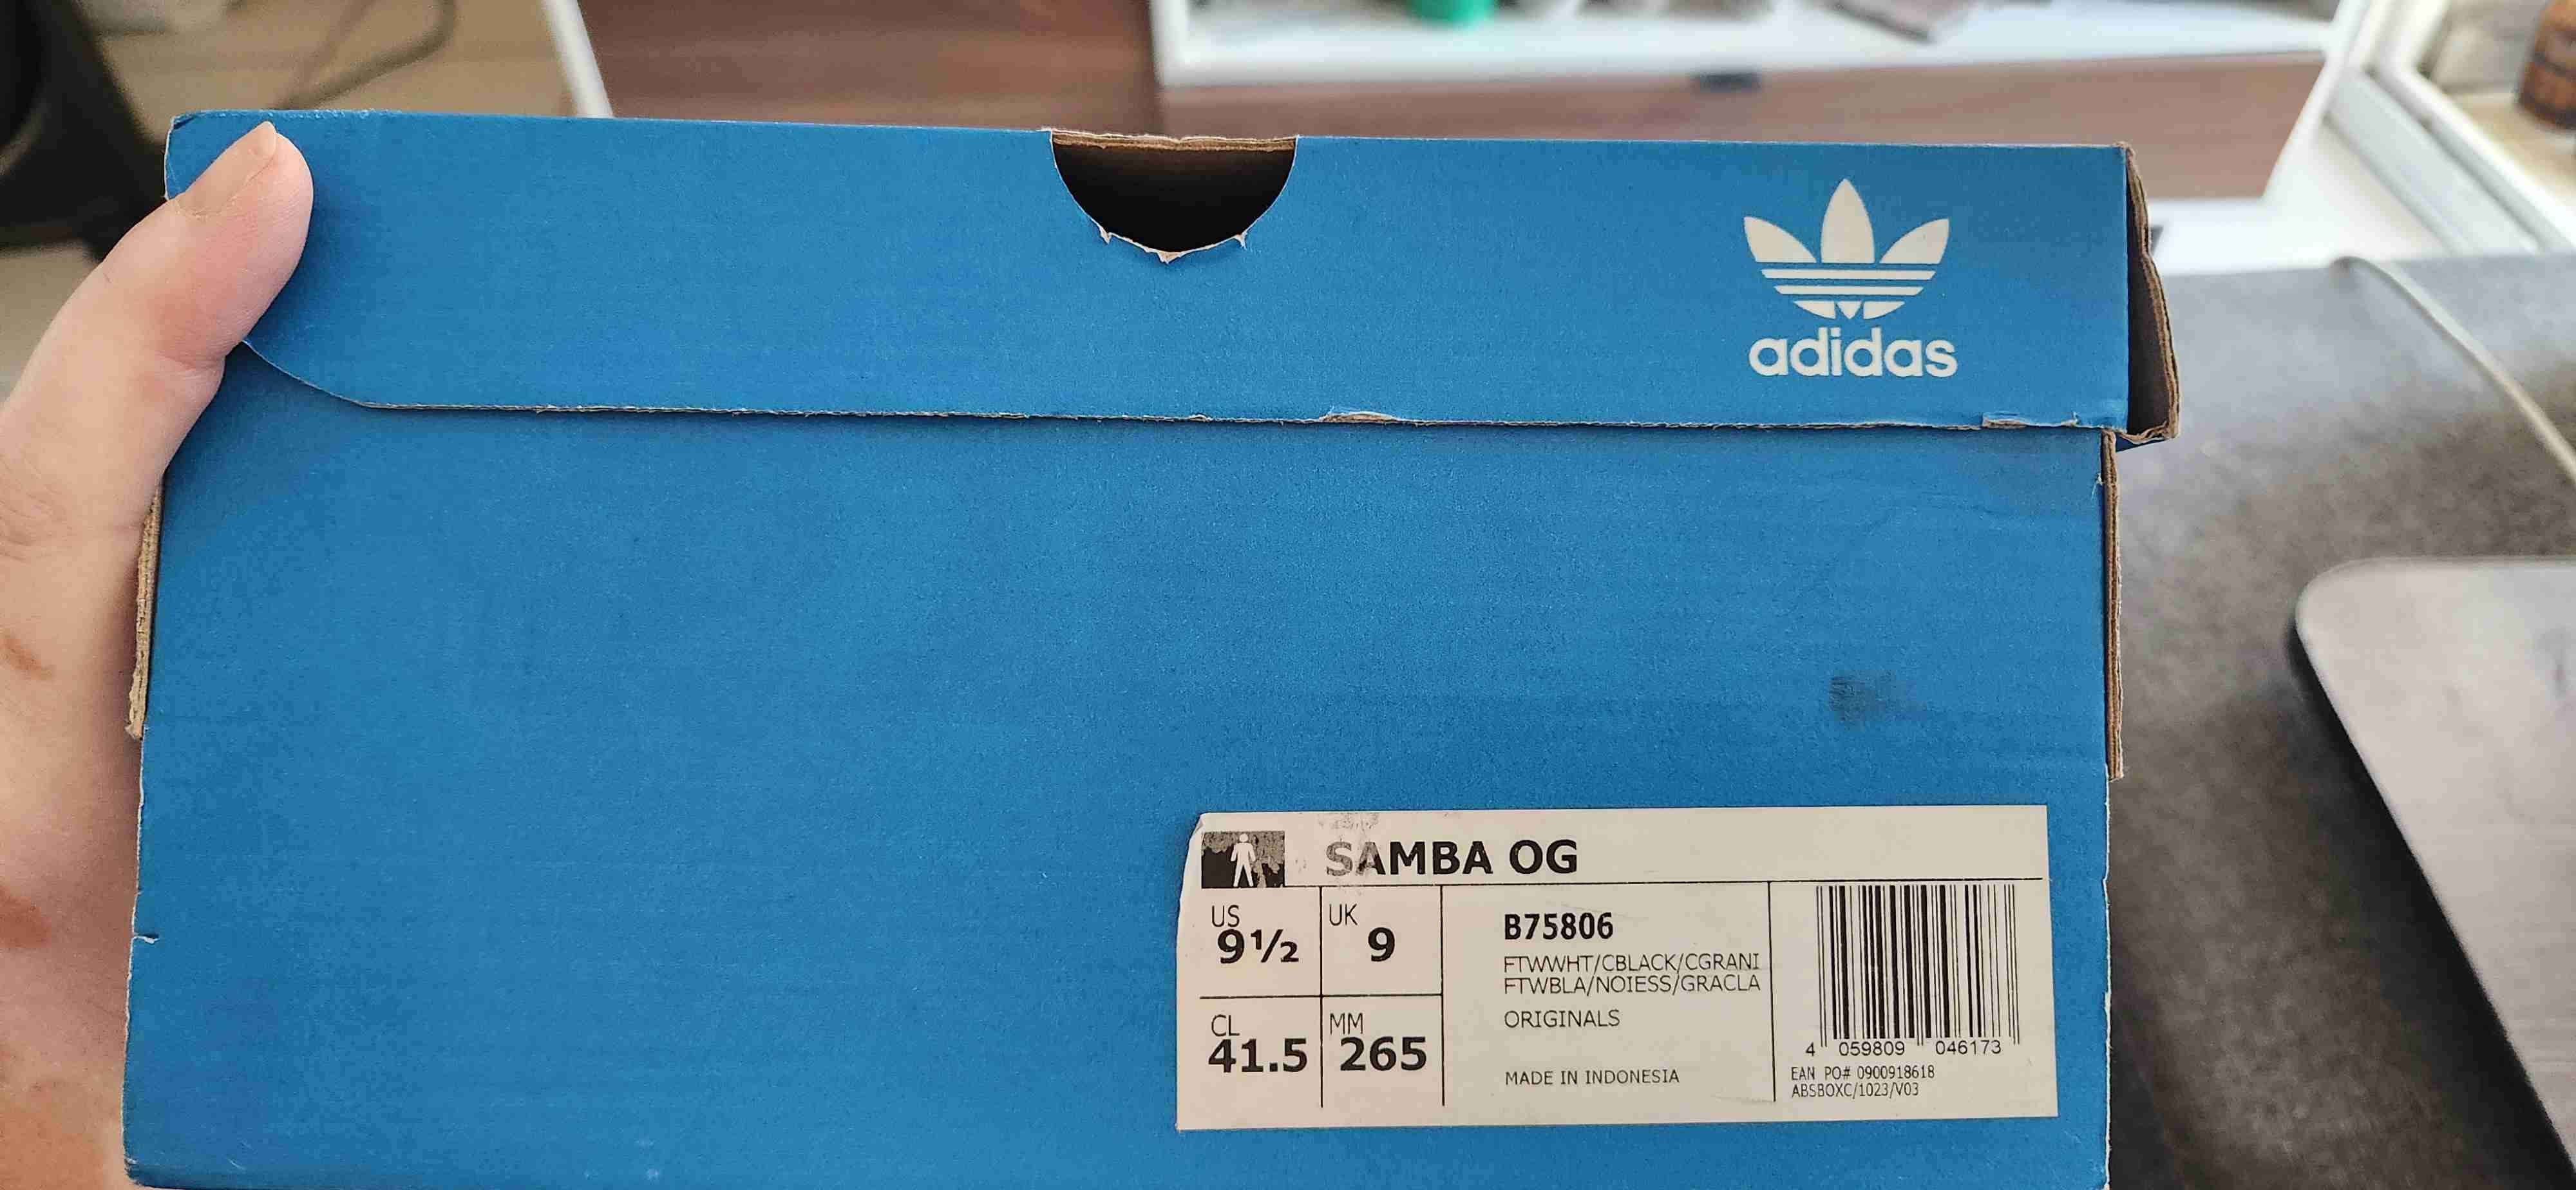 adidas
SAMBA OG
US
9½
UK
9
CL
41.5
MM
265
B75806
FTWWHT/CBLACK/CGRANI
FTWBLA/NOIESS/GRACLA
ORIGINALS
MADE IN INDONESIA
4 059809 046173
EAN PO# 0900918618
ABSBOXC/1023/V03